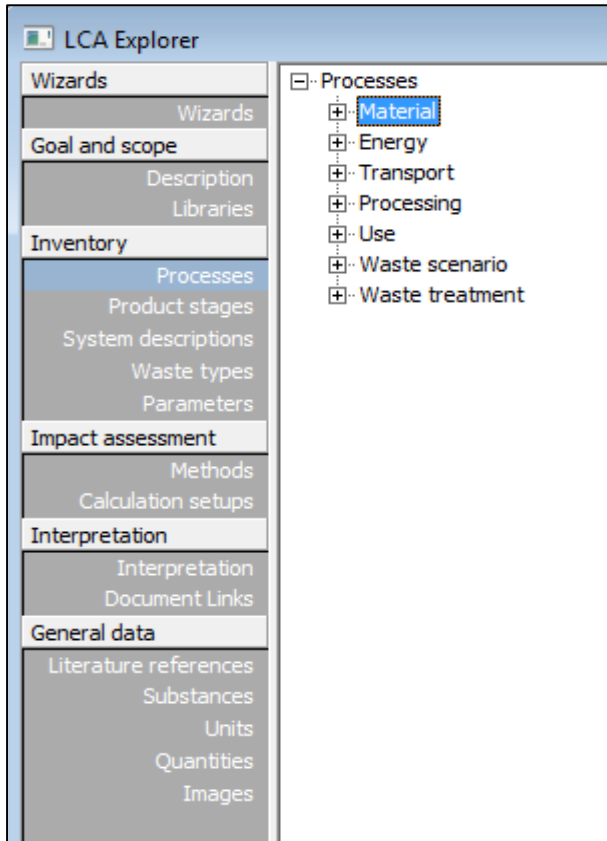 LCA Explorer
Wizards
Wizards
Goal and scope
Description
Libraries
Inventory
Processes
Product stages
System descriptions
Waste types
Parameters
Impact assessment
Methods
Calculation setups
Interpretation
Interpretation
Document Links
General data
Literature references
Substances
Units
Quantities
Images
Processes
Material
Energy
Transport
Processing
Use
Waste scenario
Waste treatment